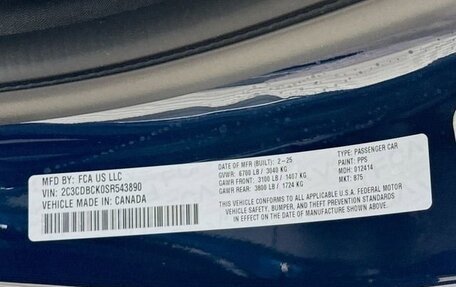 MFD BY: FCA US LLC
VIN: 2C3CDBCK0SR543890
VEHICLE MADE IN: CANADA
DATE OF MFR (BUILT): 2-25
GVWR: 6700 LB / 3040 KG
GAWR FRONT: 3100 LB / 1407 KG
GAWR REAR: 3800 LB / 1724 KG
TYPE: PASSENGER CAR
PAINT: PPS
MDH: 012414
MKT: 875
THIS VEHICLE CONFORMS TO ALL APPLICABLE U.S.A. FEDERAL MOTOR
VEHICLE SAFETY, BUMPER, AND THEFT PREVENTION STANDARDS
IN EFFECT ON THE DATE OF MANUFACTURE SHOWN ABOVE